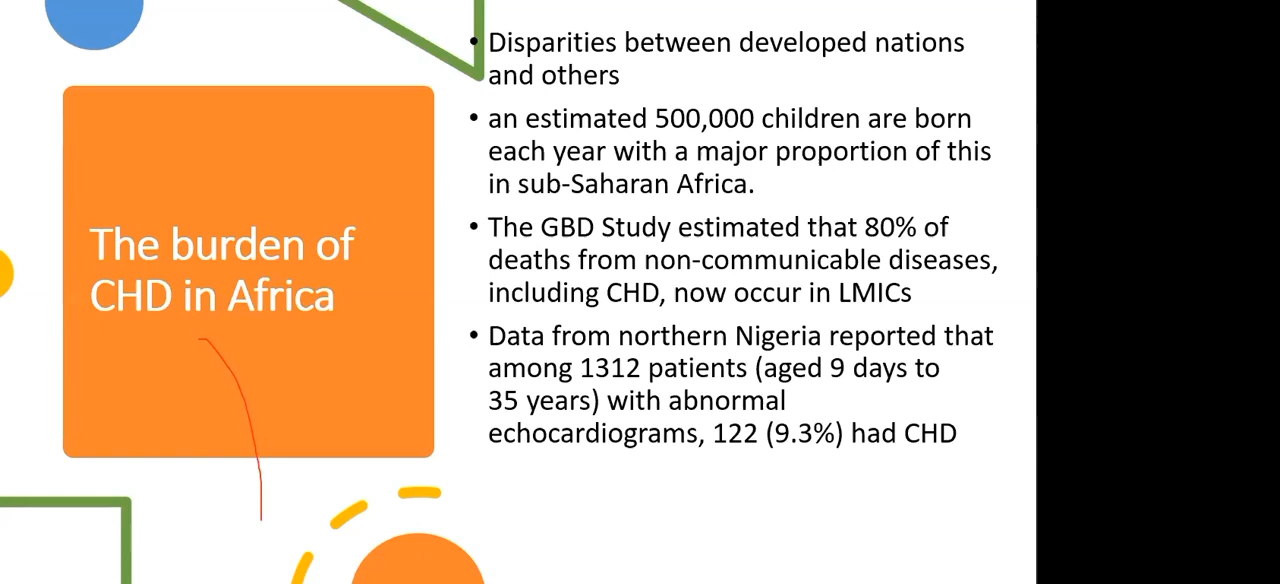 The burden of
CHD in Africa
• Disparities between developed nations
and others
• an estimated 500,000 children are born
each year with a major proportion of this
in sub-Saharan Africa.
• The GBD Study estimated that 80% of
deaths from non-communicable diseases,
including CHD, now occur in LMICs
• Data from northern Nigeria reported that
among 1312 patients (aged 9 days to
35 years) with abnormal
echocardiograms, 122 (9.3%) had CHD